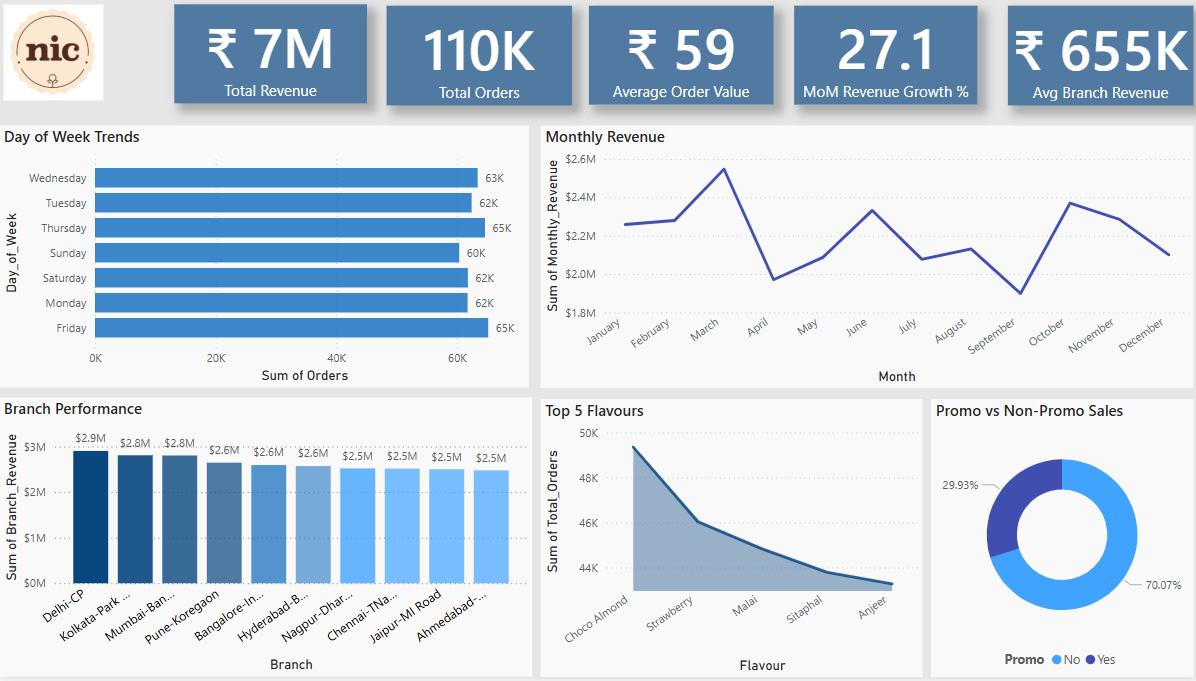 nic
₹ 7M
Total Revenue
110K
Total Orders
₹ 59
Average Order Value
27.1
MoM Revenue Growth %
₹ 655K
Avg Branch Revenue
Day of Week Trends
Day_of_Week
Wednesday 63K
Tuesday 62K
Thursday 65K
Sunday 60K
Saturday 62K
Monday 62K
Friday 65K
0K 20K 40K 60K
Sum of Orders
Monthly Revenue
Sum of Monthly_Revenue
$2.6M
$2.4M
$2.2M
$2.0M
$1.8M
January February March April May June July August September October November December
Month
Branch Performance
Sum of Branch_Revenue
$3M
$2M
$1M
$0M
$2.9M $2.8M $2.8M $2.6M $2.6M $2.6M $2.5M $2.5M $2.5M $2.5M
Delhi-CP Kolkata-Park ... Mumbai-Ban... Pune-Koregaon Bangalore-In... Hyderabad-B... Nagpur-Dhar... Chennai-TNa... Jaipur-MI Road Ahmedabad-...
Branch
Top 5 Flavours
Sum of Total_Orders
50K
48K
46K
44K
Choco Almond Strawberry Malai Sitaphal Anjeer
Flavour
Promo vs Non-Promo Sales
29.93%
70.07%
Promo No Yes